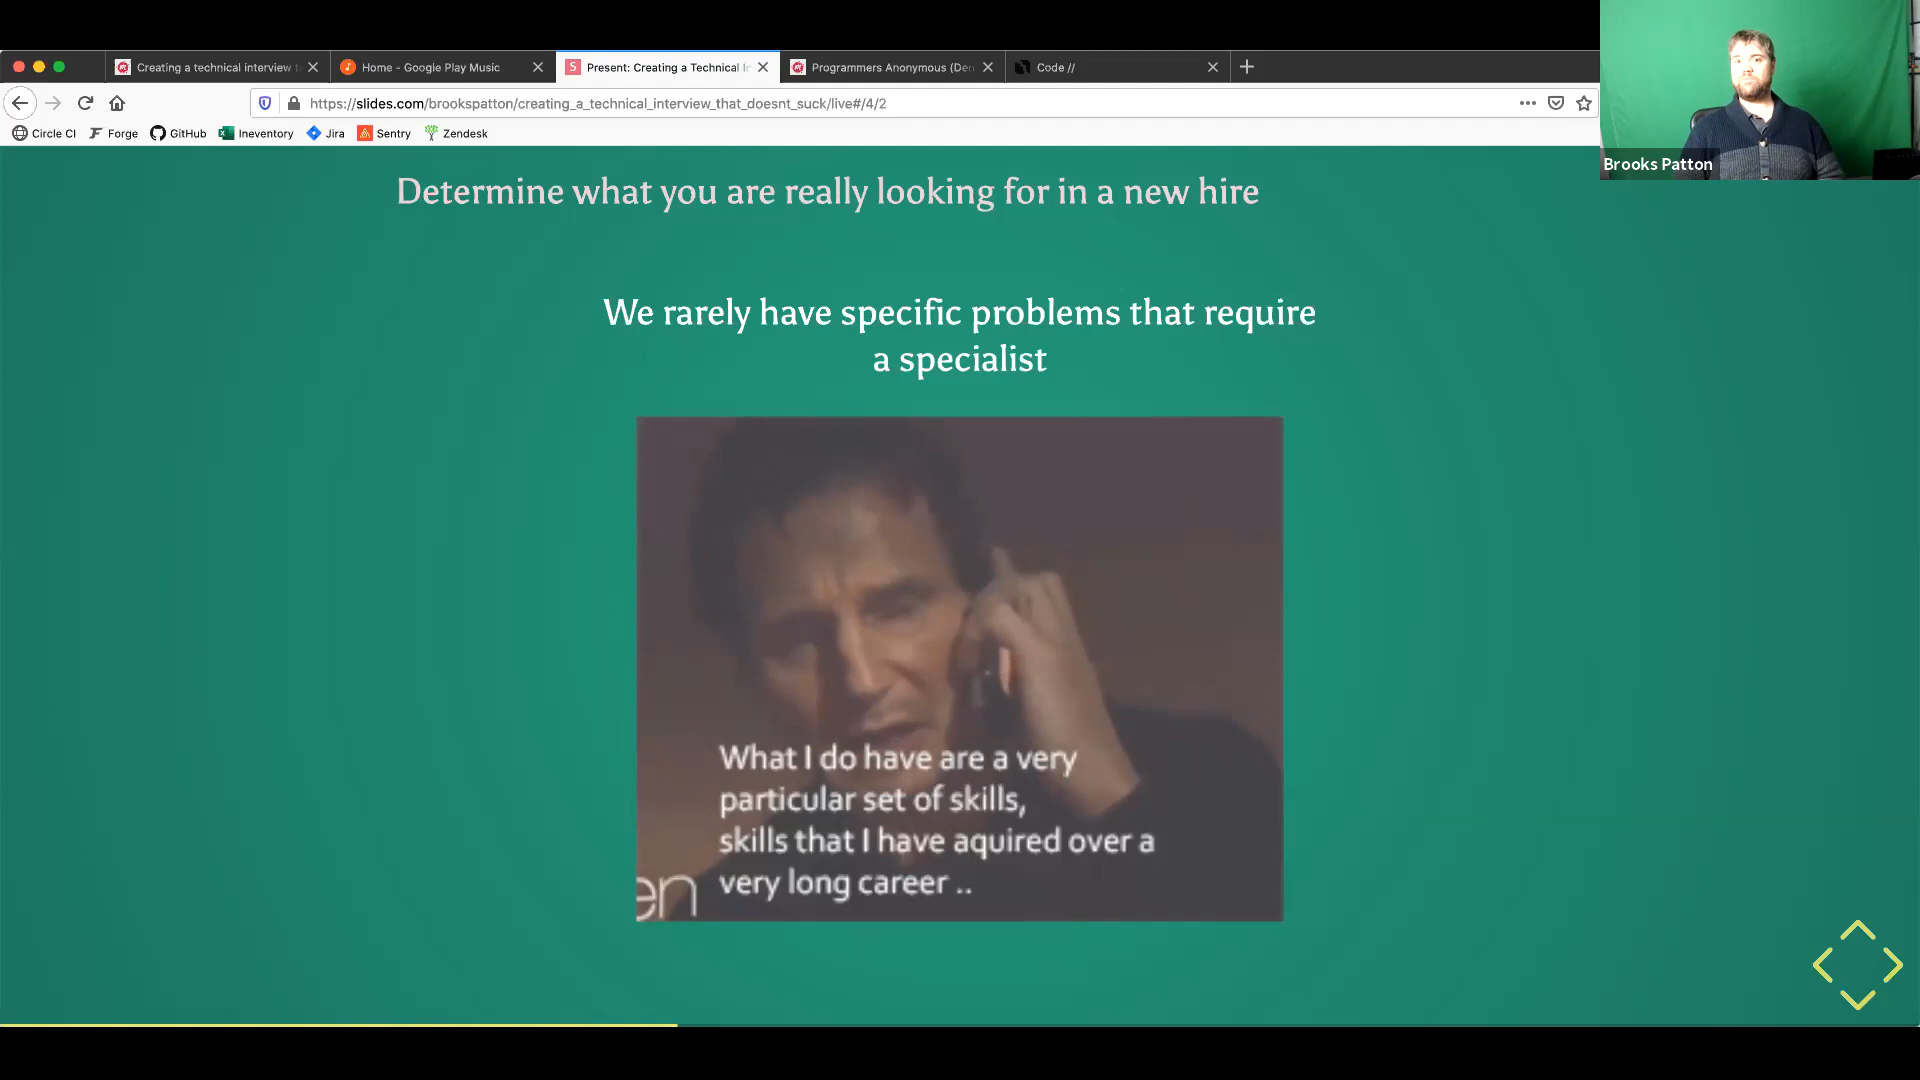 Creating a technical interview t
Home - Google Play Music
S
Present: Creating a Technical In
Programmers Anonymous (Den
Code //
https://slides.com/brookspatton/creating_a_technical_interview_that_doesnt_suck/live#/4/2
Circle CI
Forge
GitHub
Ineventory
Jira
Sentry
Zendesk
Brooks Patton
Determine what you are really looking for in a new hire
We rarely have specific problems that require
a specialist
What I do have are a very
particular set of skills,
skills that I have aquired over a
very long career ..
en